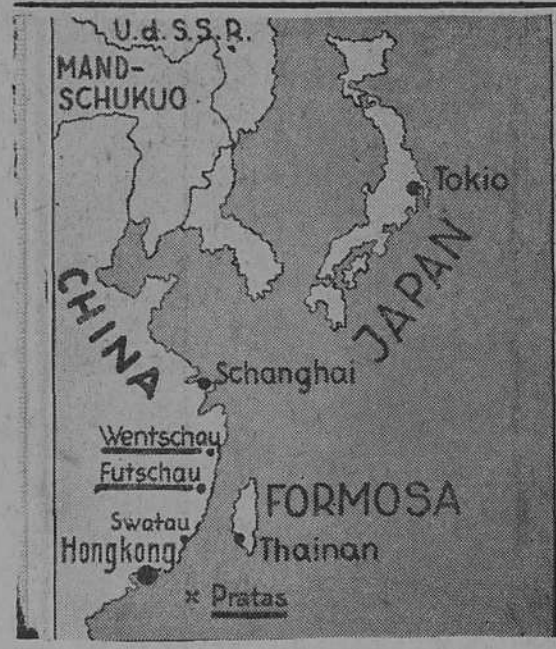 U.d.S.S.R.
MAND-
SCHUKUO
Tokio
CHINA
JAPAN
Schanghai
Wentschau
Futschau
FORMOSA
Swatau
Hongkong
Thainan
Pratas